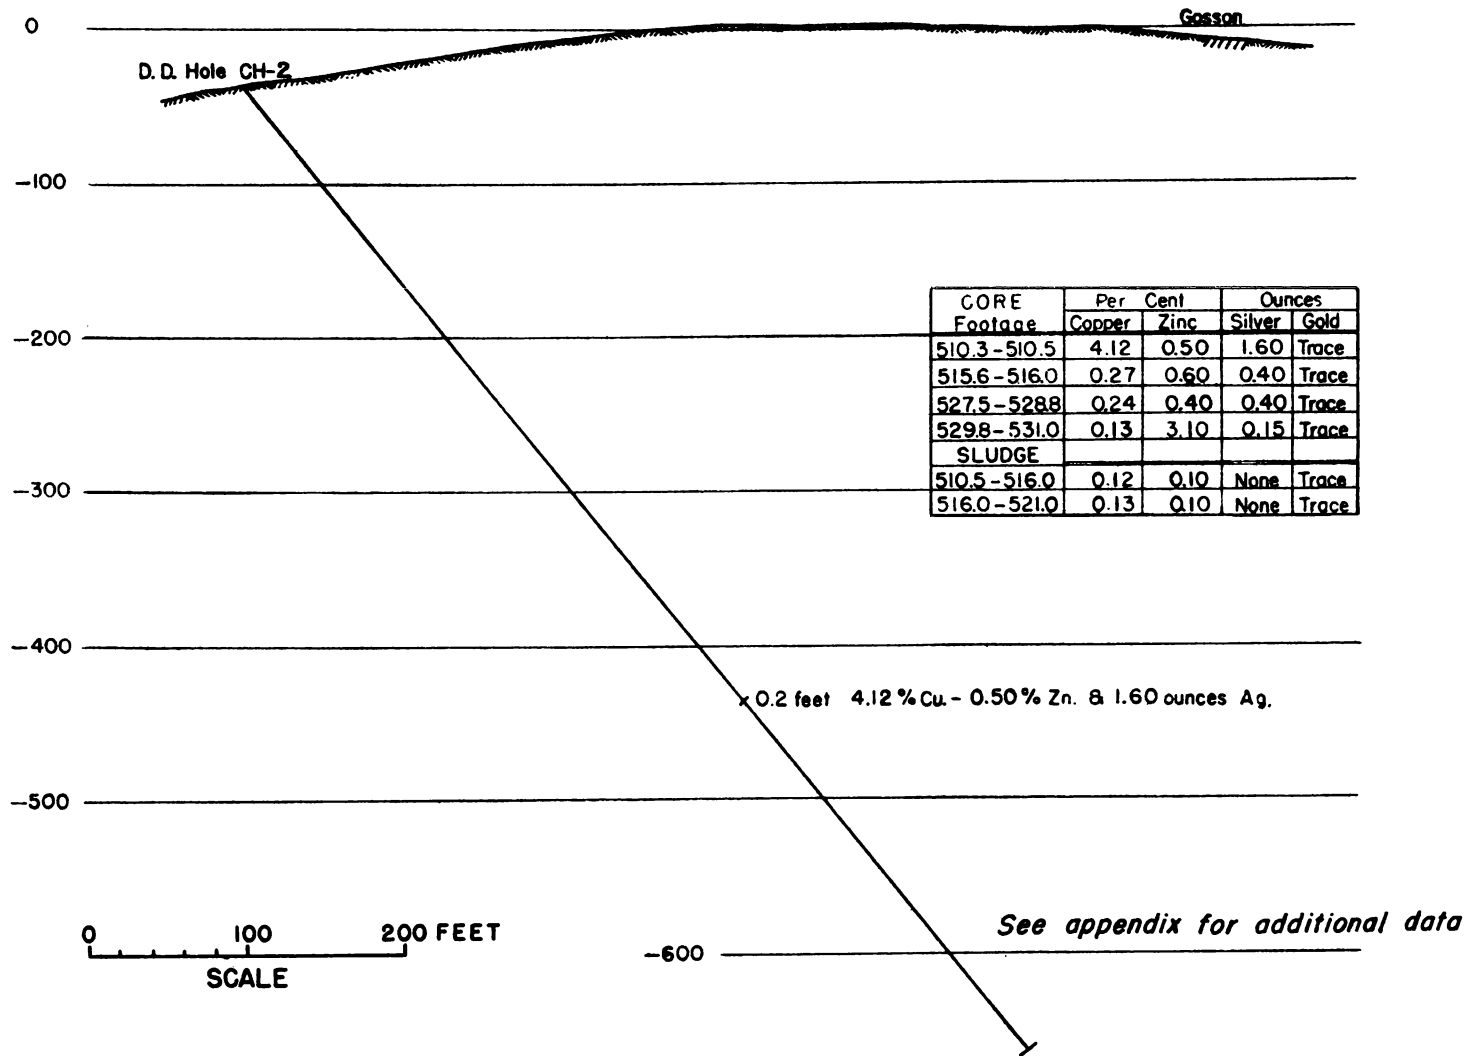 0
Gosson
D. D. Hole CH-2
-100
-200
CORE Footage Per Cent Ounces
Copper Zinc Silver Gold
510.3-510.5 4.12 0.50 1.60 Trace
515.6-516.0 0.27 0.60 0.40 Trace
527.5-528.8 0.24 0.40 0.40 Trace
529.8-531.0 0.13 3.10 0.15 Trace
SLUDGE
510.5-516.0 0.12 0.10 None Trace
516.0-521.0 0.13 0.10 None Trace
-300
-400
x 0.2 feet 4.12 % Cu. - 0.50 % Zn. & 1.60 ounces Ag.
-500
See appendix for additional data
0 100 200 FEET
SCALE
-600